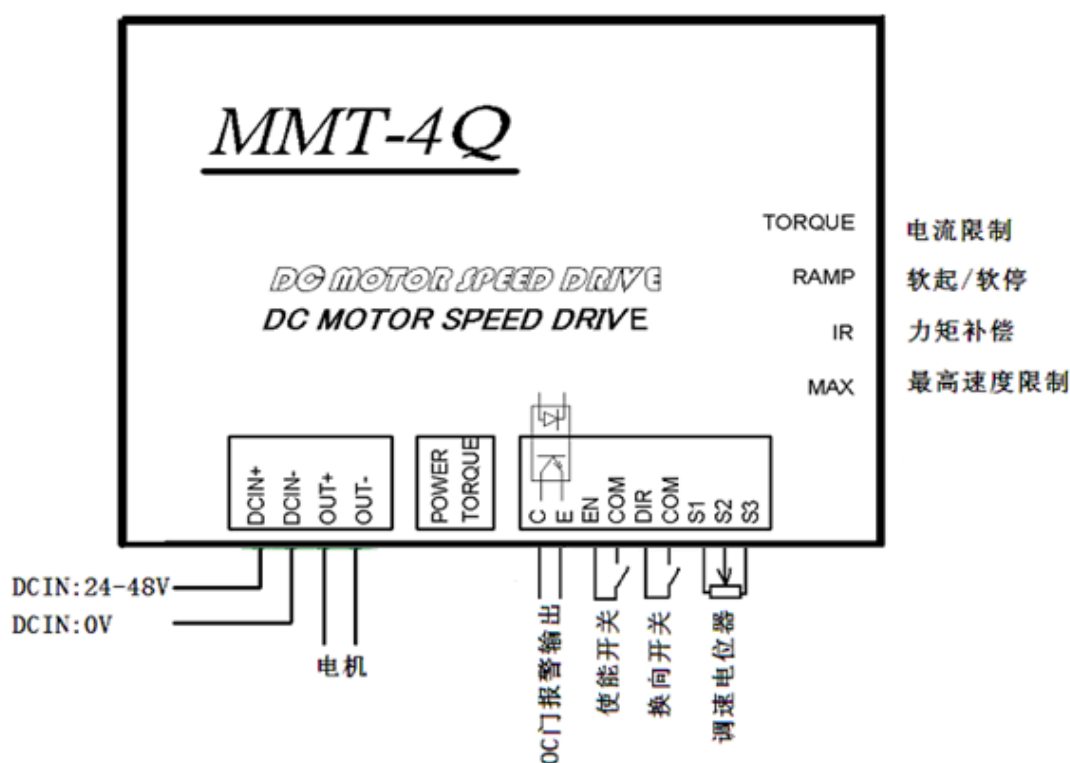 MMT-4Q
TORQUE 电流限制
DC MOTOR SPEED DRIVE
RAMP 软起/软停
DC MOTOR SPEED DRIVE
IR 力矩补偿
MAX 最高速度限制
DCIN+
DCIN-
OUT+
OUT-
POWER
TORQUE
C
E
EN
COM
DIR
COM
S1
S2
S3
DCIN:24-48V
DCIN:0V
电机
OC门报警输出
使能开关
换向开关
调速电位器